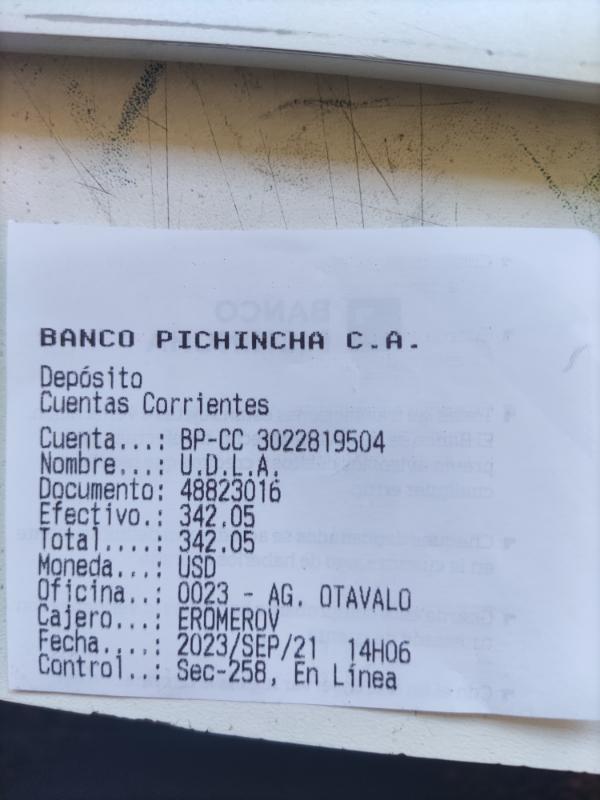 BANCO PICHINCHA C.A.
Depósito
Cuentas Corrientes
Cuenta...: BP-CC 3022819504
Nombre...: U.D.L.A.
Documento: 48823016
Efectivo.: 342.05
Total....: 342.05
Moneda...: USD
Oficina..: 0023 - AG. OTAVALO
Cajero...: EROMEROV
Fecha....: 2023/SEP/21 14H06
Control..: Sec-258, En Línea